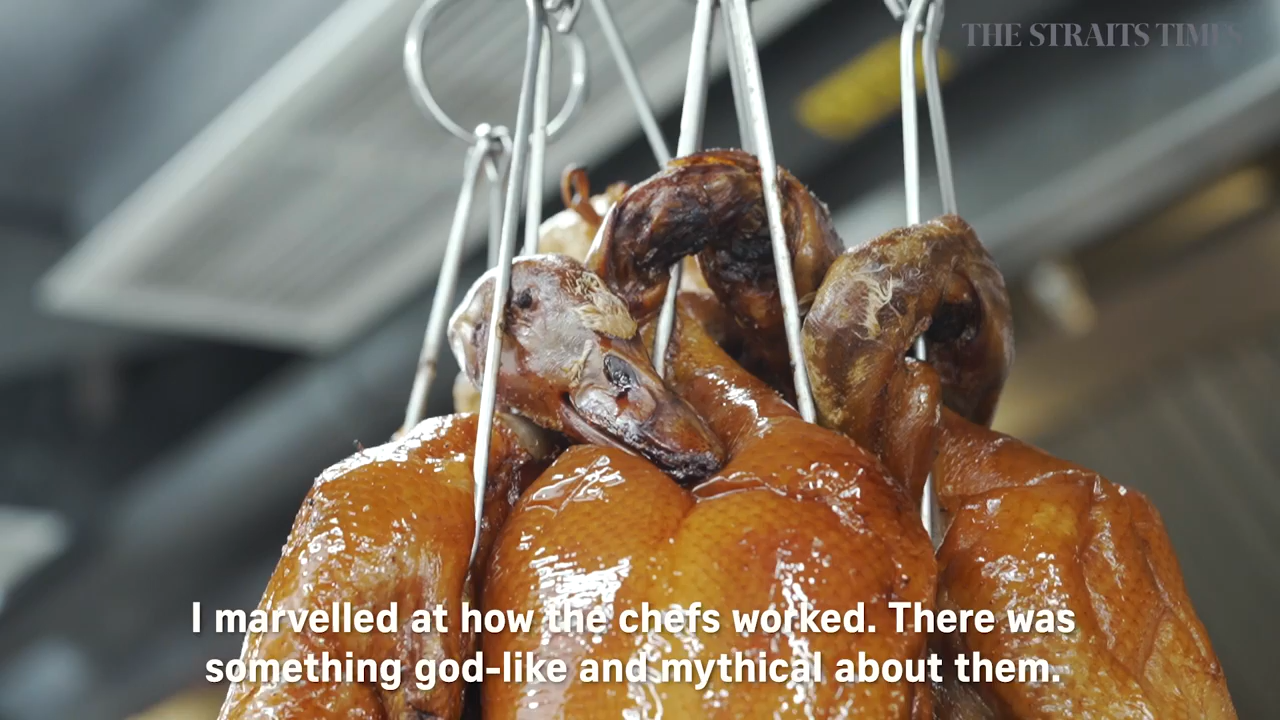 THE STRAITS TIMES
I marvelled at how the chefs worked. There was
something god-like and mythical about them.